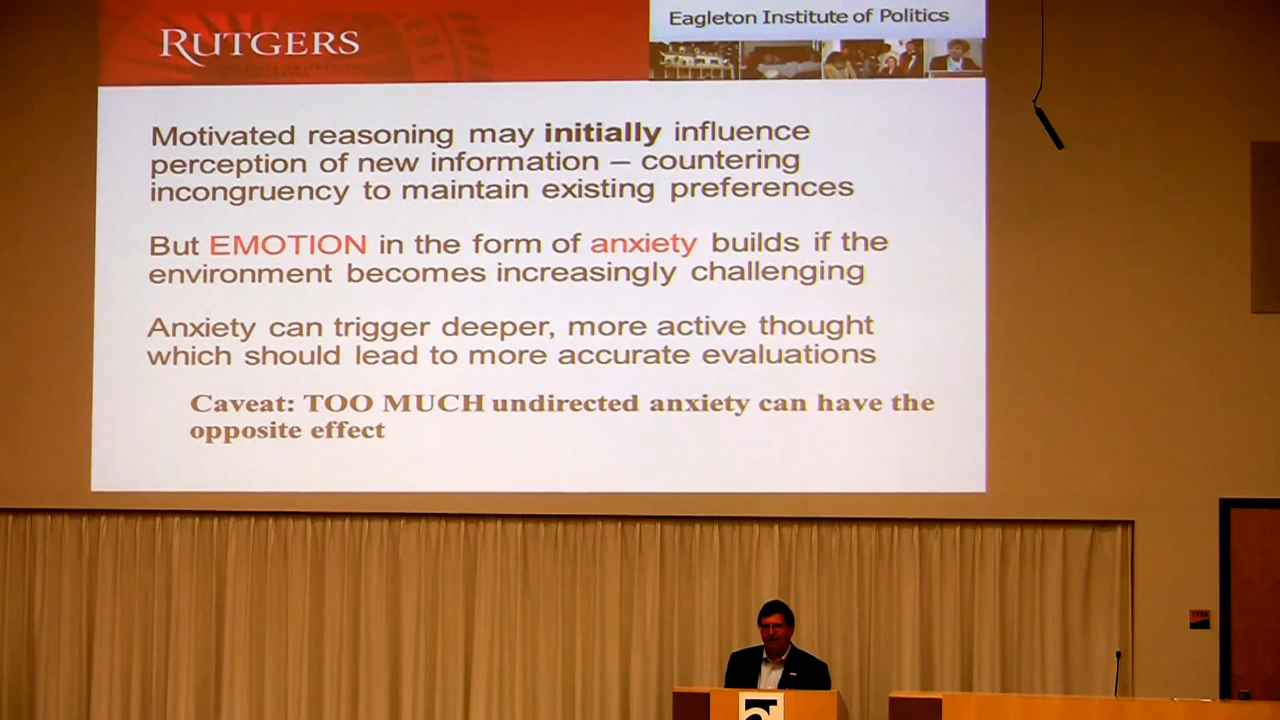 RUTGERS
Eagleton Institute of Politics
Motivated reasoning may initially influence
perception of new information – countering
incongruency to maintain existing preferences
But EMOTION in the form of anxiety builds if the
environment becomes increasingly challenging
Anxiety can trigger deeper, more active thought
which should lead to more accurate evaluations
Caveat: TOO MUCH undirected anxiety can have the
opposite effect